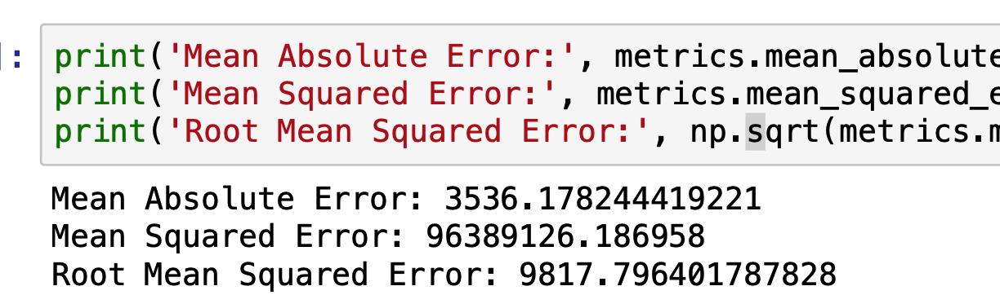 ]:
print('Mean Absolute Error:', metrics.mean_absolute
print('Mean Squared Error:', metrics.mean_squared_e
print('Root Mean Squared Error:', np.sqrt(metrics.m
Mean Absolute Error: 3536.178244419221
Mean Squared Error: 96389126.186958
Root Mean Squared Error: 9817.796401787828